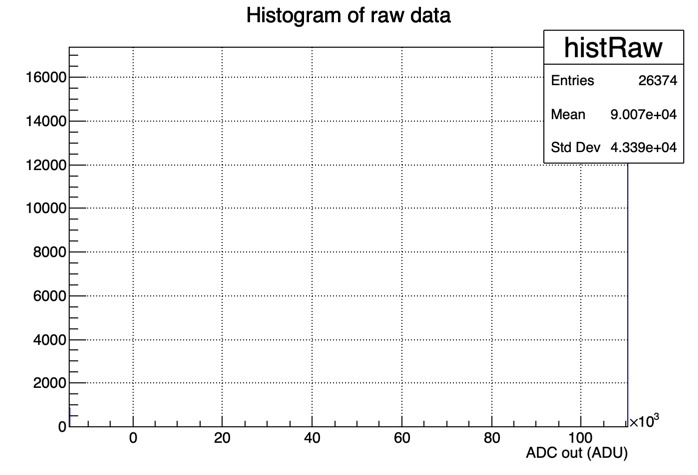 Histogram of raw data
histRaw
Entries 26374
Mean 9.007e+04
Std Dev 4.339e+04
16000
14000
12000
10000
8000
6000
4000
2000
0
0 20 40 60 80 100
×10³
ADC out (ADU)